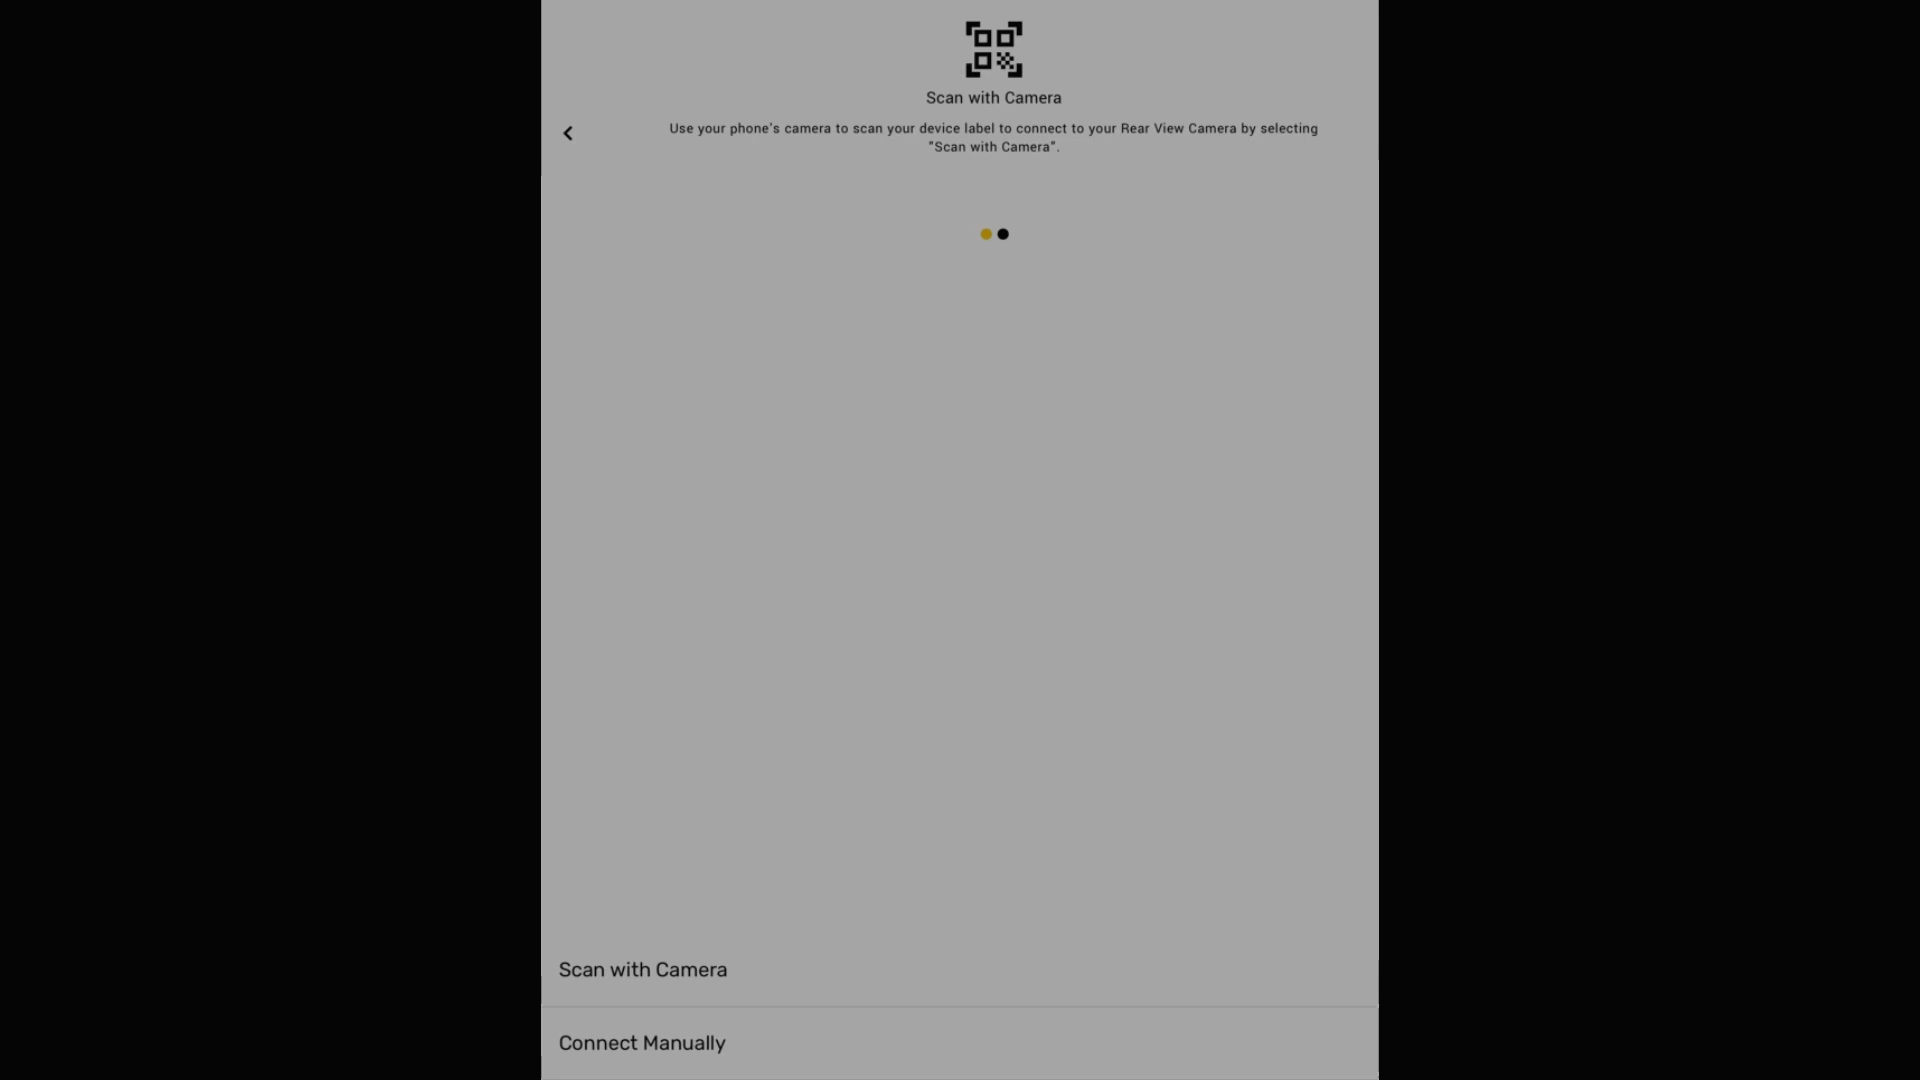 Scan with Camera
Use your phone's camera to scan your device label to connect to your Rear View Camera by selecting
"Scan with Camera".
Scan with Camera
Connect Manually